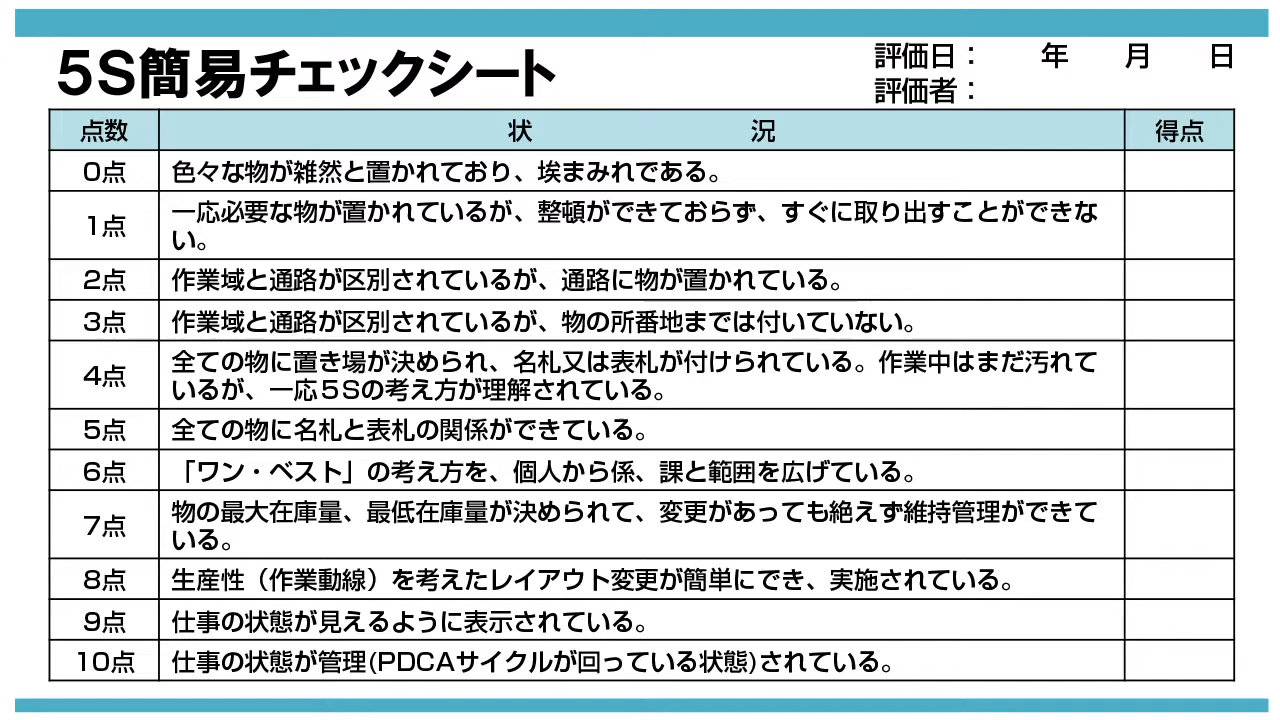 5S簡易チェックシート
評価日： 年 月 日
評価者：
点数 状 況 得点
0点 色々な物が雑然と置かれており、埃まみれである。
1点 一応必要な物が置かれているが、整頓ができておらず、すぐに取り出すことができな
い。
2点 作業域と通路が区別されているが、通路に物が置かれている。
3点 作業域と通路が区別されているが、物の所番地までは付いていない。
4点 全ての物に置き場が決められ、名札又は表札が付けられている。作業中はまだ汚れて
いるが、一応５Sの考え方が理解されている。
5点 全ての物に名札と表札の関係ができている。
6点 「ワン・ベスト」の考え方を、個人から係、課と範囲を広げている。
7点 物の最大在庫量、最低在庫量が決められて、変更があっても絶えず維持管理ができて
いる。
8点 生産性（作業動線）を考えたレイアウト変更が簡単にでき、実施されている。
9点 仕事の状態が見えるように表示されている。
10点 仕事の状態が管理(PDCAサイクルが回っている状態)されている。